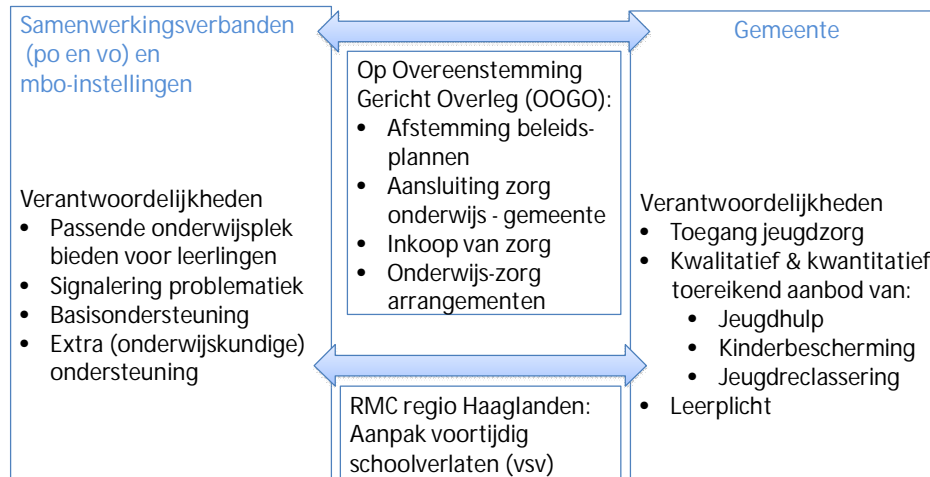 Samenwerkingsverbanden
(po en vo) en
mbo-instellingen
Verantwoordelijkheden
• Passende onderwijsplek
bieden voor leerlingen
• Signalering problematiek
• Basisondersteuning
• Extra (onderwijskundige)
ondersteuning
Op Overeenstemming
Gericht Overleg (OOGO):
• Afstemming beleids-
plannen
• Aansluiting zorg
onderwijs - gemeente
• Inkoop van zorg
• Onderwijs-zorg
arrangementen
RMC regio Haaglanden:
Aanpak voortijdig
schoolverlaten (vsv)
Gemeente
Verantwoordelijkheden
• Toegang jeugdzorg
• Kwalitatief & kwantitatief
toereikend aanbod van:
• Jeugdhulp
• Kinderbescherming
• Jeugdreclassering
• Leerplicht